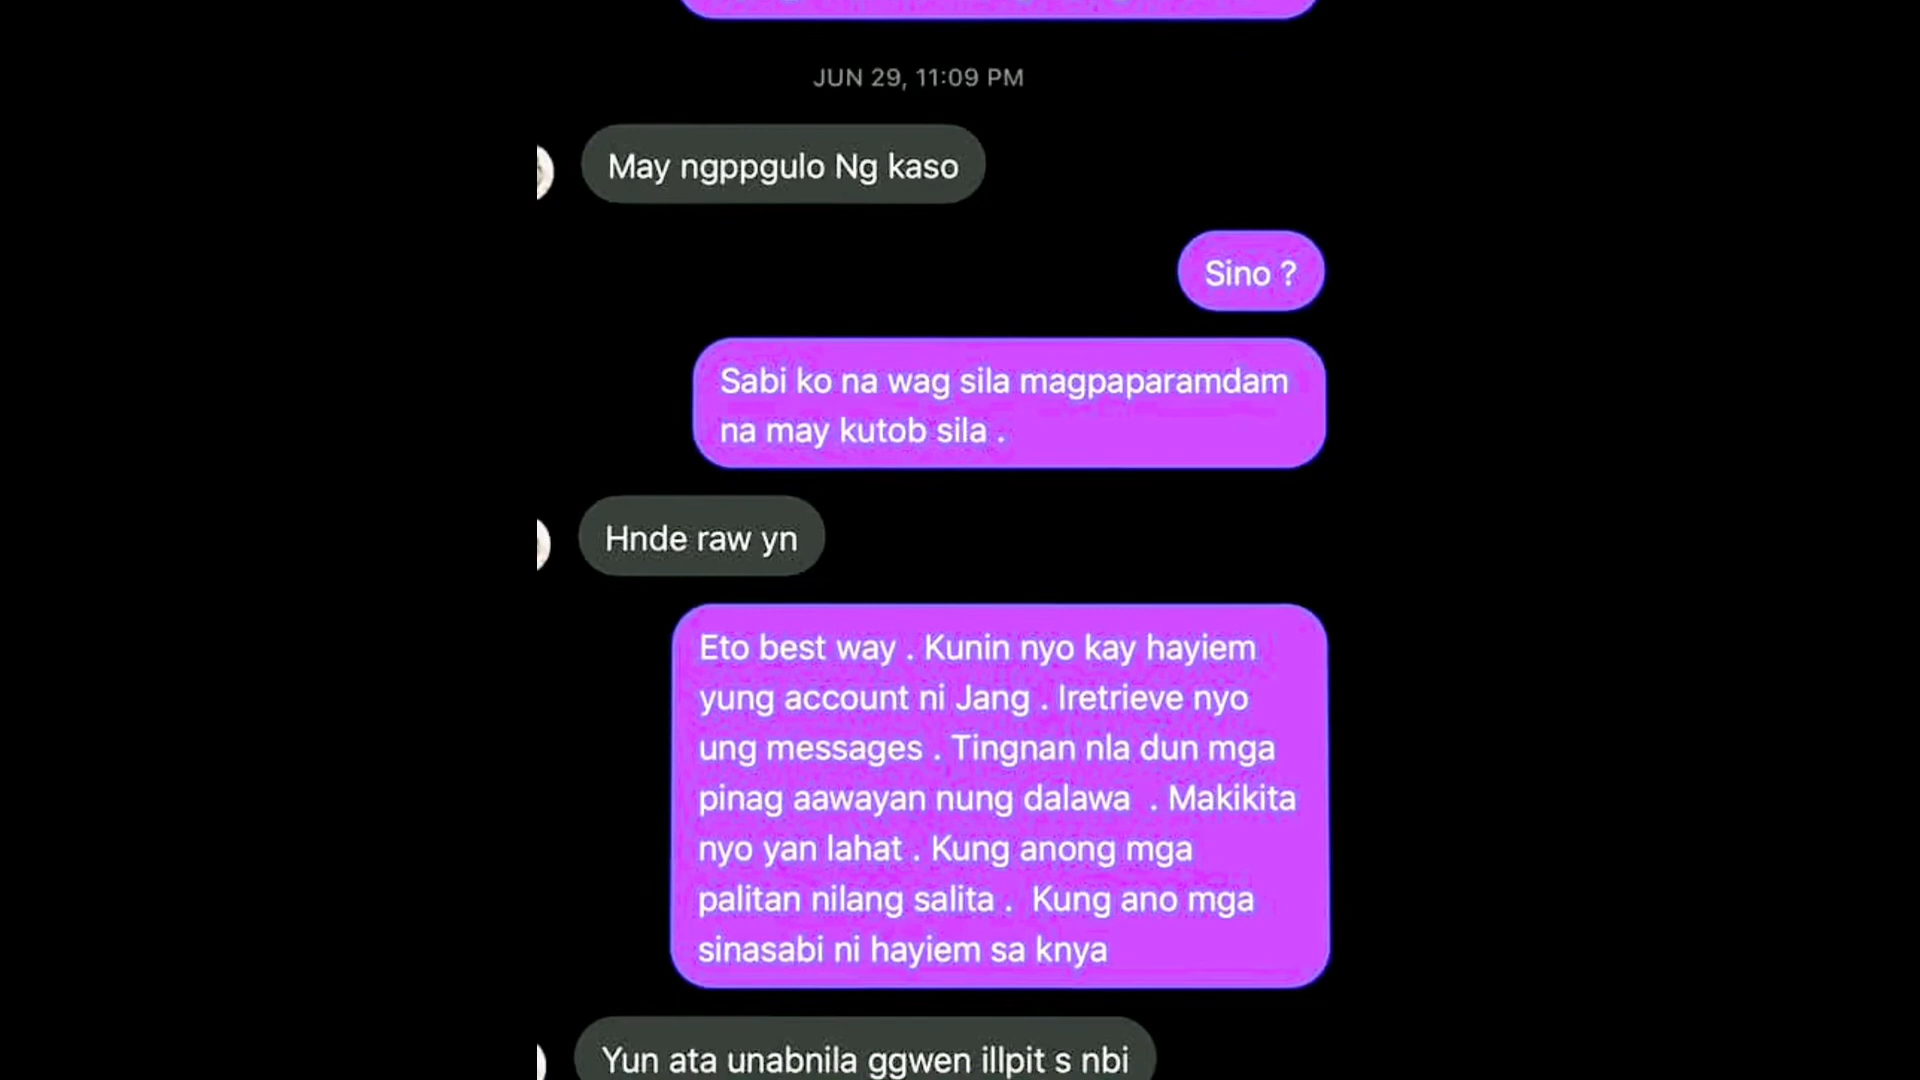 JUN 29, 11:09 PM
May ngppgulo Ng kaso
Sino ?
Sabi ko na wag sila magpaparamdam
na may kutob sila .
Hnde raw yn
Eto best way . Kunin nyo kay hayiem
yung account ni Jang . Iretrieve nyo
ung messages . Tingnan nla dun mga
pinag aawayan nung dalawa . Makikita
nyo yan lahat . Kung anong mga
palitan nilang salita . Kung ano mga
sinasabi ni hayiem sa knya
Yun ata unabnila ggwen illpit s nbi